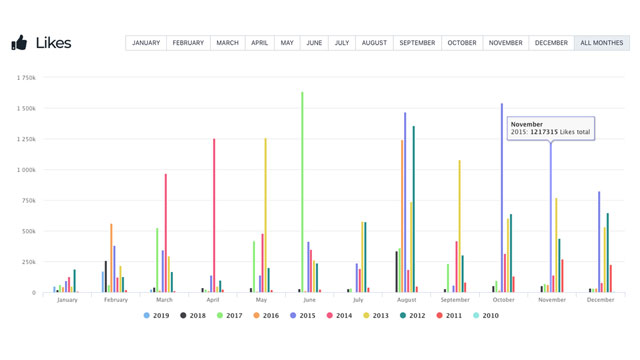 Likes
JANUARY FEBRUARY MARCH APRIL MAY JUNE JULY AUGUST SEPTEMBER OCTOBER NOVEMBER DECEMBER ALL MONTHES
1 750k
1 500k
1 250k
1 000k
750k
500k
250k
0
November
2015: 1217315 Likes total
January February March April May June July August September October November December
2019 2018 2017 2016 2015 2014 2013 2012 2011 2010